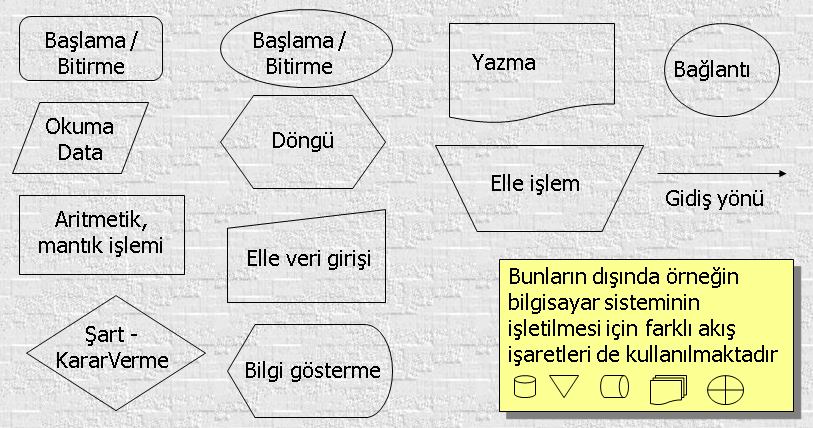 Başlama /
Bitirme
Başlama /
Bitirme
Yazma
Bağlantı
Okuma
Data
Döngü
Elle işlem
Gidiş yönü
Aritmetik,
mantık işlemi
Elle veri girişi
Şart -
KararVerme
Bilgi gösterme
Bunların dışında örneğin
bilgisayar sisteminin
işletilmesi için farklı akış
işaretleri de kullanılmaktadır